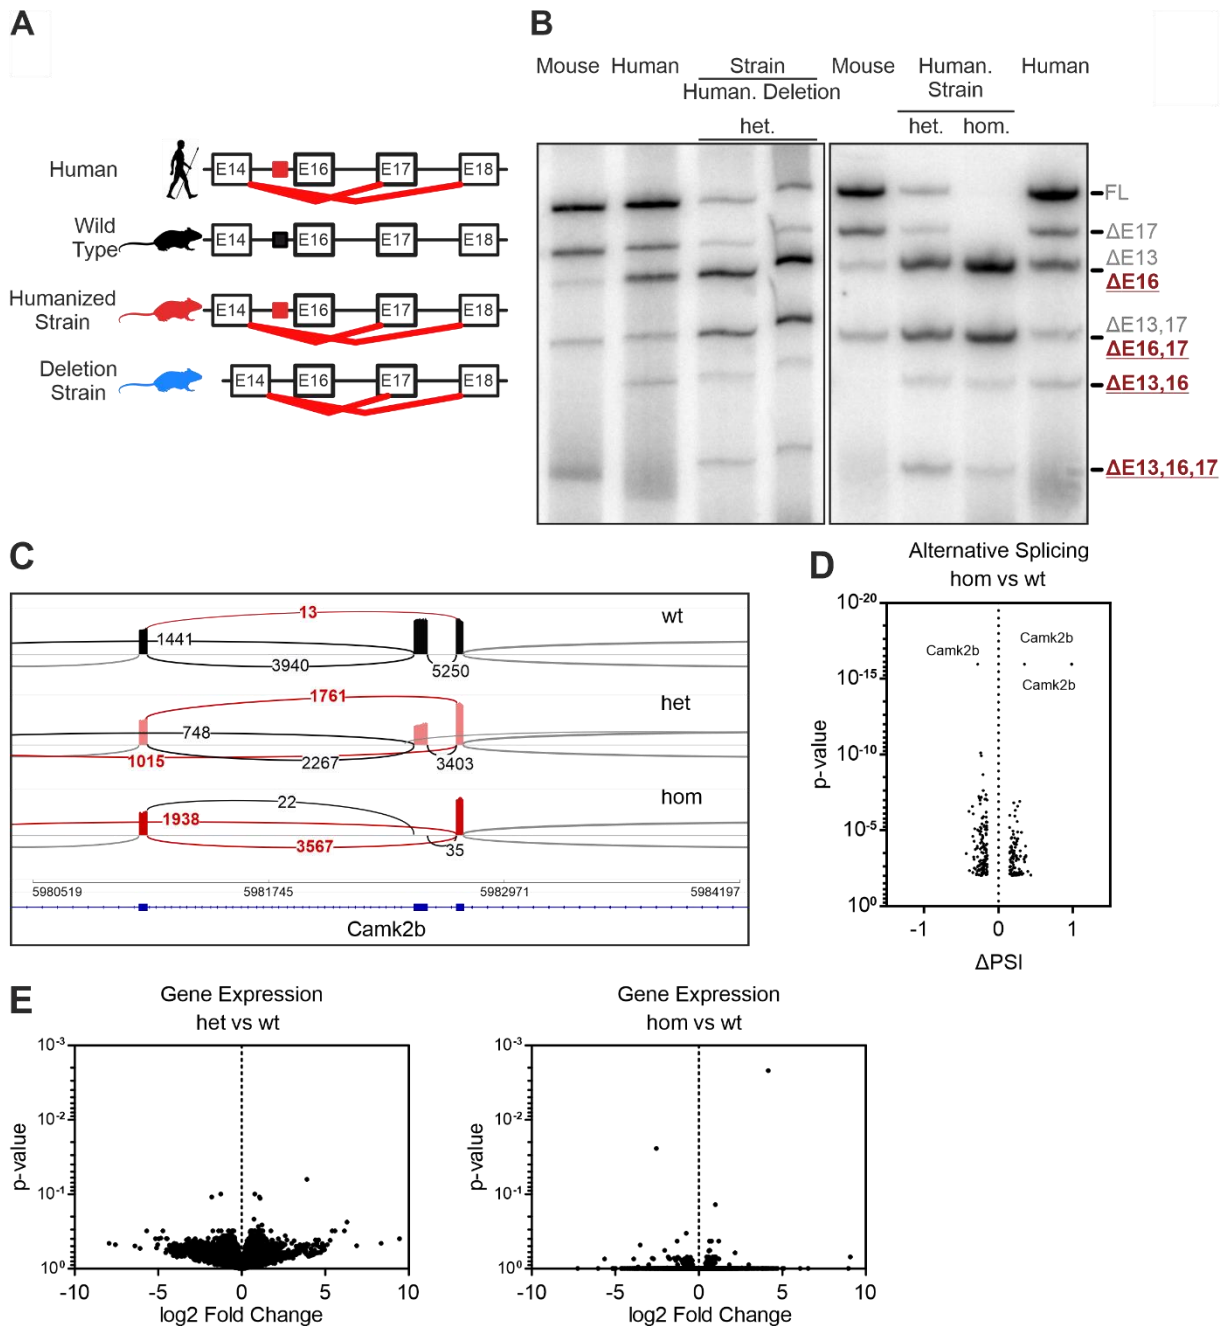 A
Human
E14
E16
E17
E18
Wild
Type
E14
E16
E17
E18
Humanized
Strain
E14
E16
E17
E18
Deletion
Strain
E14
E16
E17
E18
B
Mouse
Human
Strain
Human. Deletion
het.
Mouse
Human.
Strain
het.
hom.
Human
FL
ΔE17
ΔE13
ΔE16
ΔE13,17
ΔE16,17
ΔE13,16
ΔE13,16,17
C
wt
13
1441
3940
5250
het
1761
748
1015
2267
3403
hom
22
1938
3567
35
5980519
5981745
5982971
5984197
Camk2b
D
Alternative Splicing
hom vs wt
p-value
10-20
10-15
10-10
10-5
100
Camk2b
Camk2b
Camk2b
-1
0
1
ΔPSI
E
Gene Expression
het vs wt
p-value
10-3
10-2
10-1
100
-10
-5
0
5
10
log2 Fold Change
Gene Expression
hom vs wt
p-value
10-3
10-2
10-1
100
-10
-5
0
5
10
log2 Fold Change